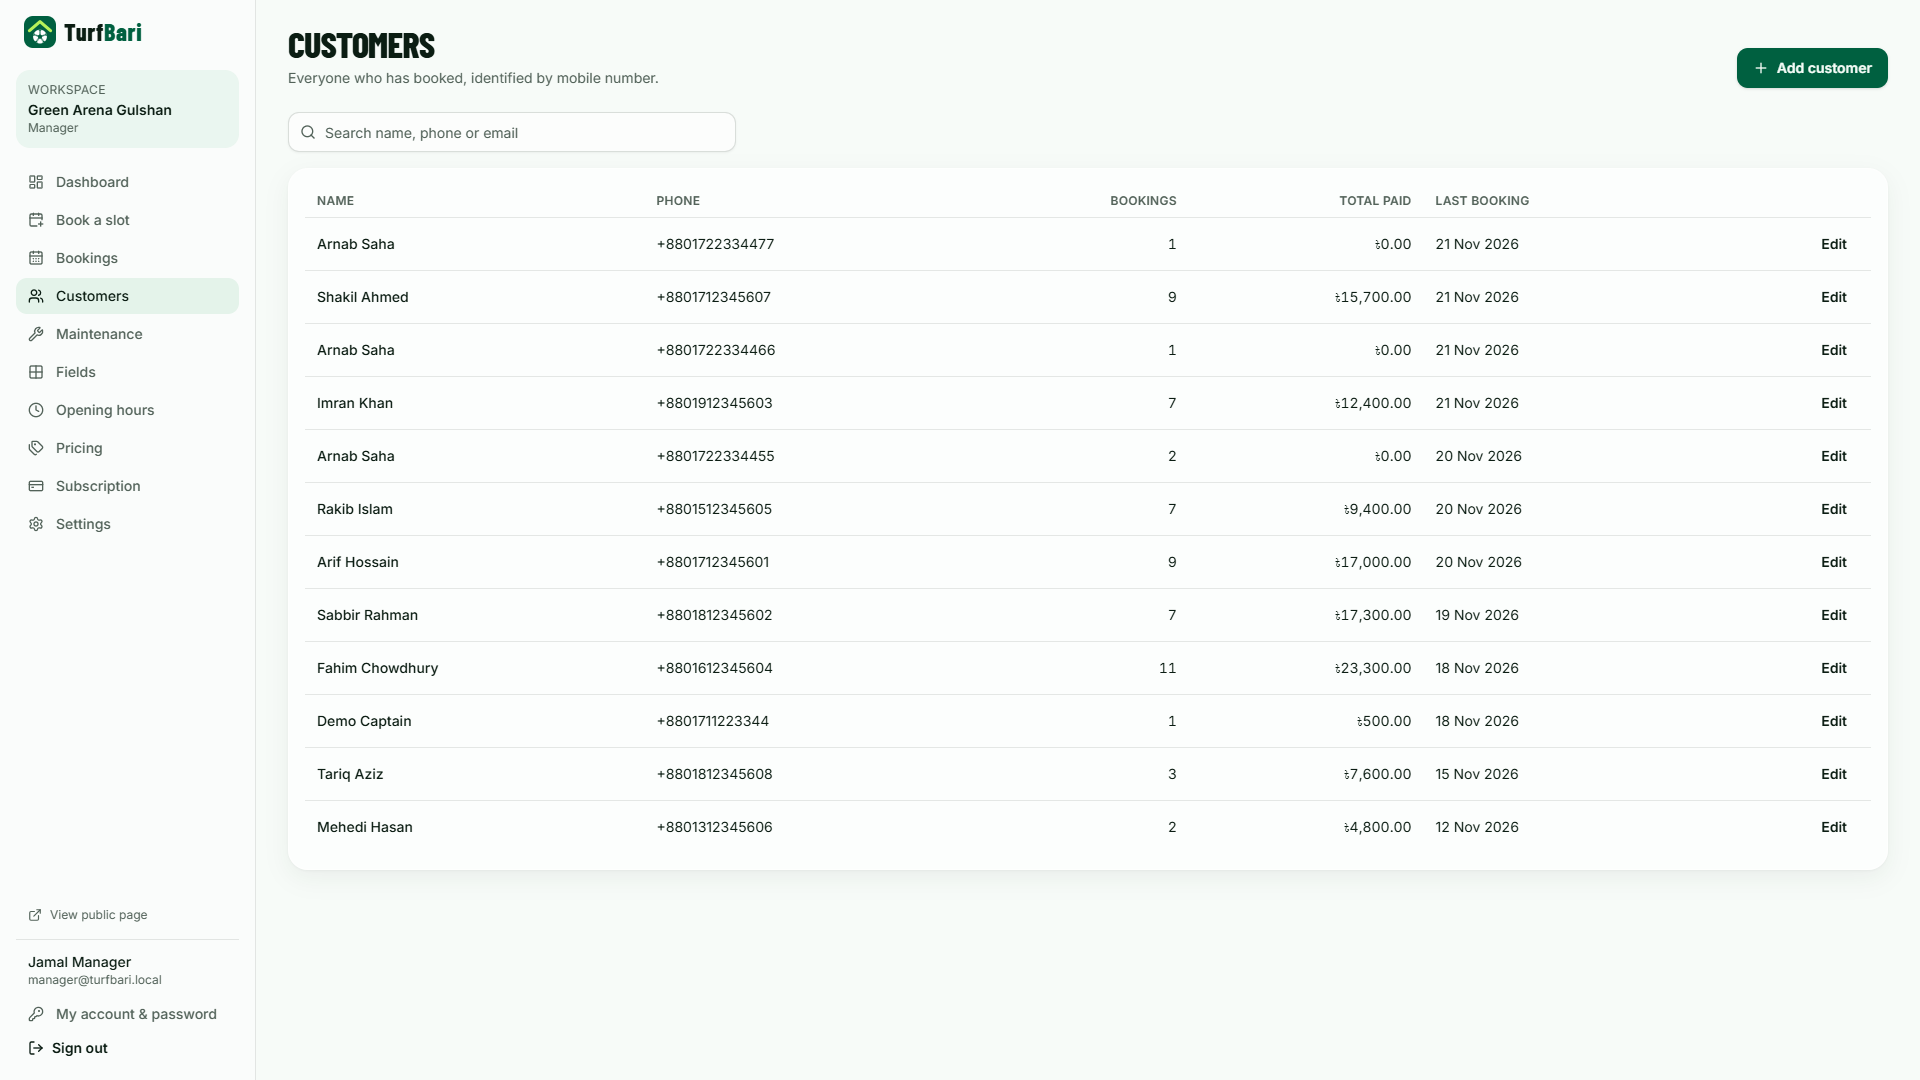 TurfBari
WORKSPACE
Green Arena Gulshan
Manager
Dashboard
Book a slot
Bookings
Customers
Maintenance
Fields
Opening hours
Pricing
Subscription
Settings
View public page
Jamal Manager
manager@turfbari.local
My account & password
Sign out
CUSTOMERS
Everyone who has booked, identified by mobile number.
+ Add customer
Search name, phone or email
NAME PHONE BOOKINGS TOTAL PAID LAST BOOKING
Arnab Saha +8801722334477 1 ৳0.00 21 Nov 2026 Edit
Shakil Ahmed +8801712345607 9 ৳15,700.00 21 Nov 2026 Edit
Arnab Saha +8801722334466 1 ৳0.00 21 Nov 2026 Edit
Imran Khan +8801912345603 7 ৳12,400.00 21 Nov 2026 Edit
Arnab Saha +8801722334455 2 ৳0.00 20 Nov 2026 Edit
Rakib Islam +8801512345605 7 ৳9,400.00 20 Nov 2026 Edit
Arif Hossain +8801712345601 9 ৳17,000.00 20 Nov 2026 Edit
Sabbir Rahman +8801812345602 7 ৳17,300.00 19 Nov 2026 Edit
Fahim Chowdhury +8801612345604 11 ৳23,300.00 18 Nov 2026 Edit
Demo Captain +8801711223344 1 ৳500.00 18 Nov 2026 Edit
Tariq Aziz +8801812345608 3 ৳7,600.00 15 Nov 2026 Edit
Mehedi Hasan +8801312345606 2 ৳4,800.00 12 Nov 2026 Edit